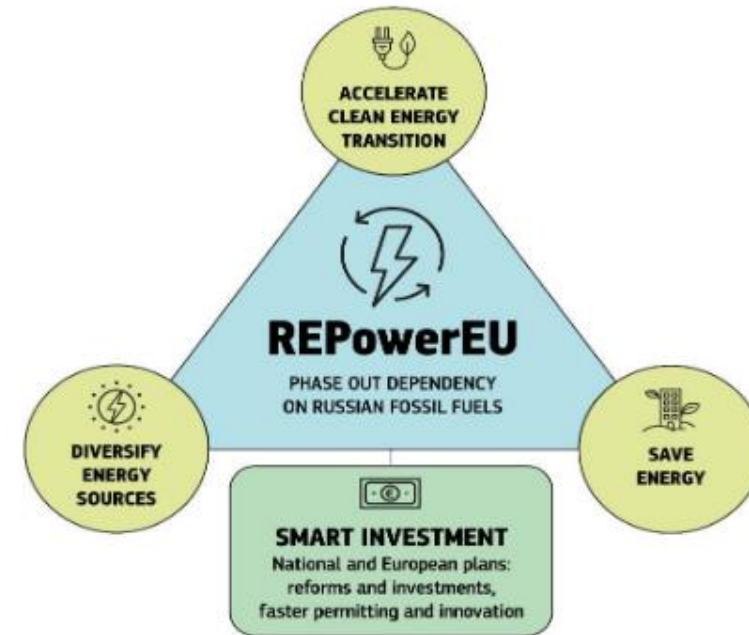 ACCELERATE
CLEAN ENERGY
TRANSITION
REPowerEU
PHASE OUT DEPENDENCY
ON RUSSIAN FOSSIL FUELS
DIVERSIFY
ENERGY
SOURCES
SAVE
ENERGY
SMART INVESTMENT
National and European plans:
reforms and investments,
faster permitting and innovation